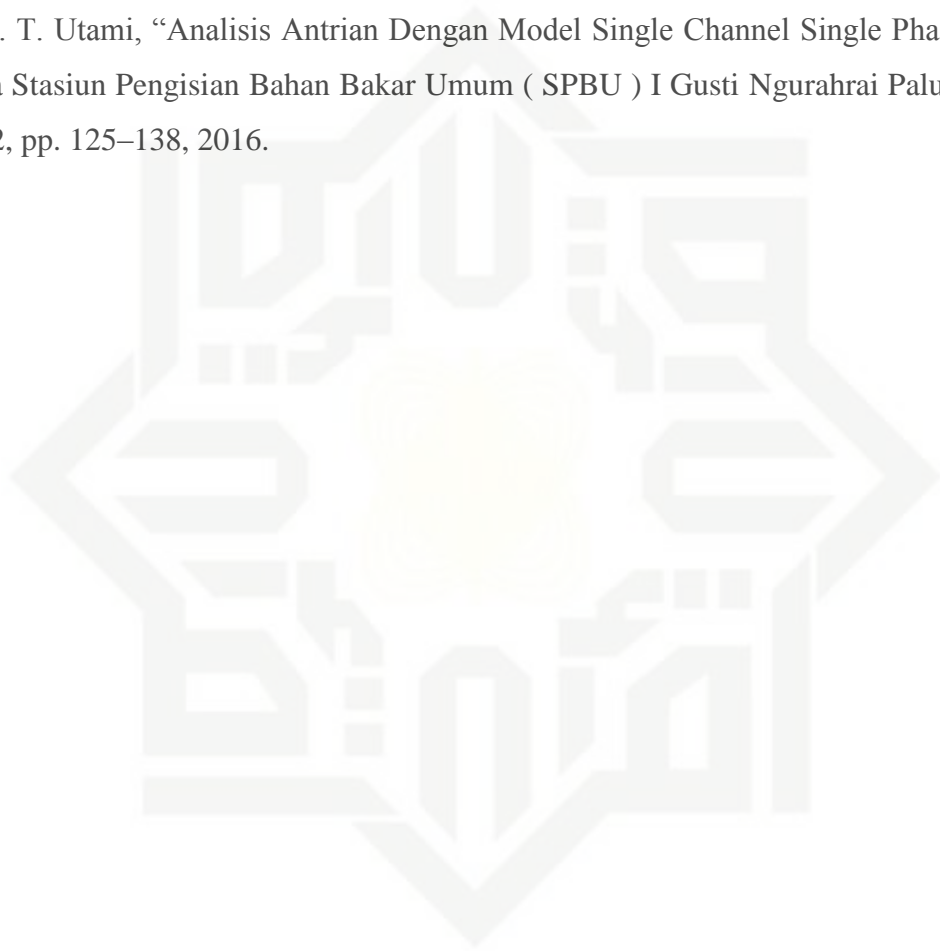 . T. Utami, “Analisis Antrian Dengan Model Single Channel Single Pha
Stasiun Pengisian Bahan Bakar Umum ( SPBU ) I Gusti Ngurahrai Palu
2, pp. 125–138, 2016.